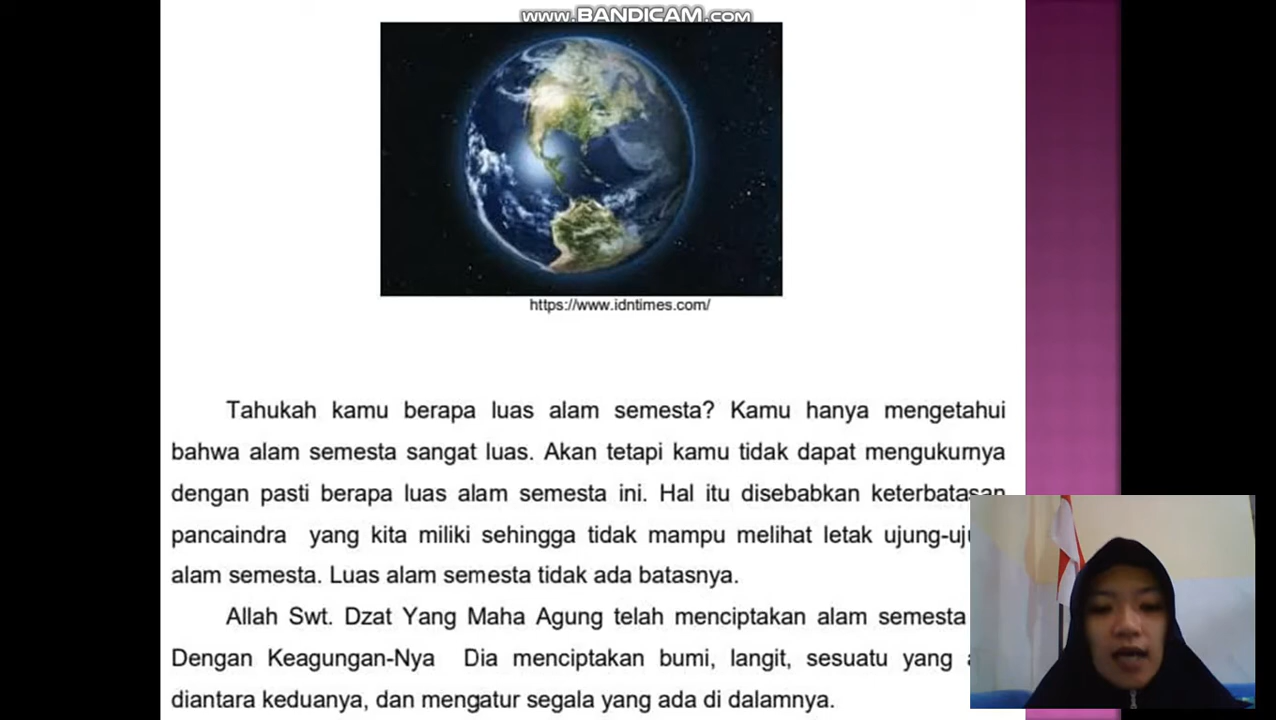 www.BANDICAM.com
https://www.idntimes.com/
Tahukah kamu berapa luas alam semesta? Kamu hanya mengetahui
bahwa alam semesta sangat luas. Akan tetapi kamu tidak dapat mengukurnya
dengan pasti berapa luas alam semesta ini. Hal itu disebabkan keterbatasan
pancaindra yang kita miliki sehingga tidak mampu melihat letak
alam semesta. Luas alam semesta tidak ada batasnya.
Allah Swt. Dzat Yang Maha Agung telah menciptakan alam semesta
Dengan Keagungan-Nya Dia menciptakan bumi, langit, sesuatu yang
diantara keduanya, dan mengatur segala yang ada di dalamnya.